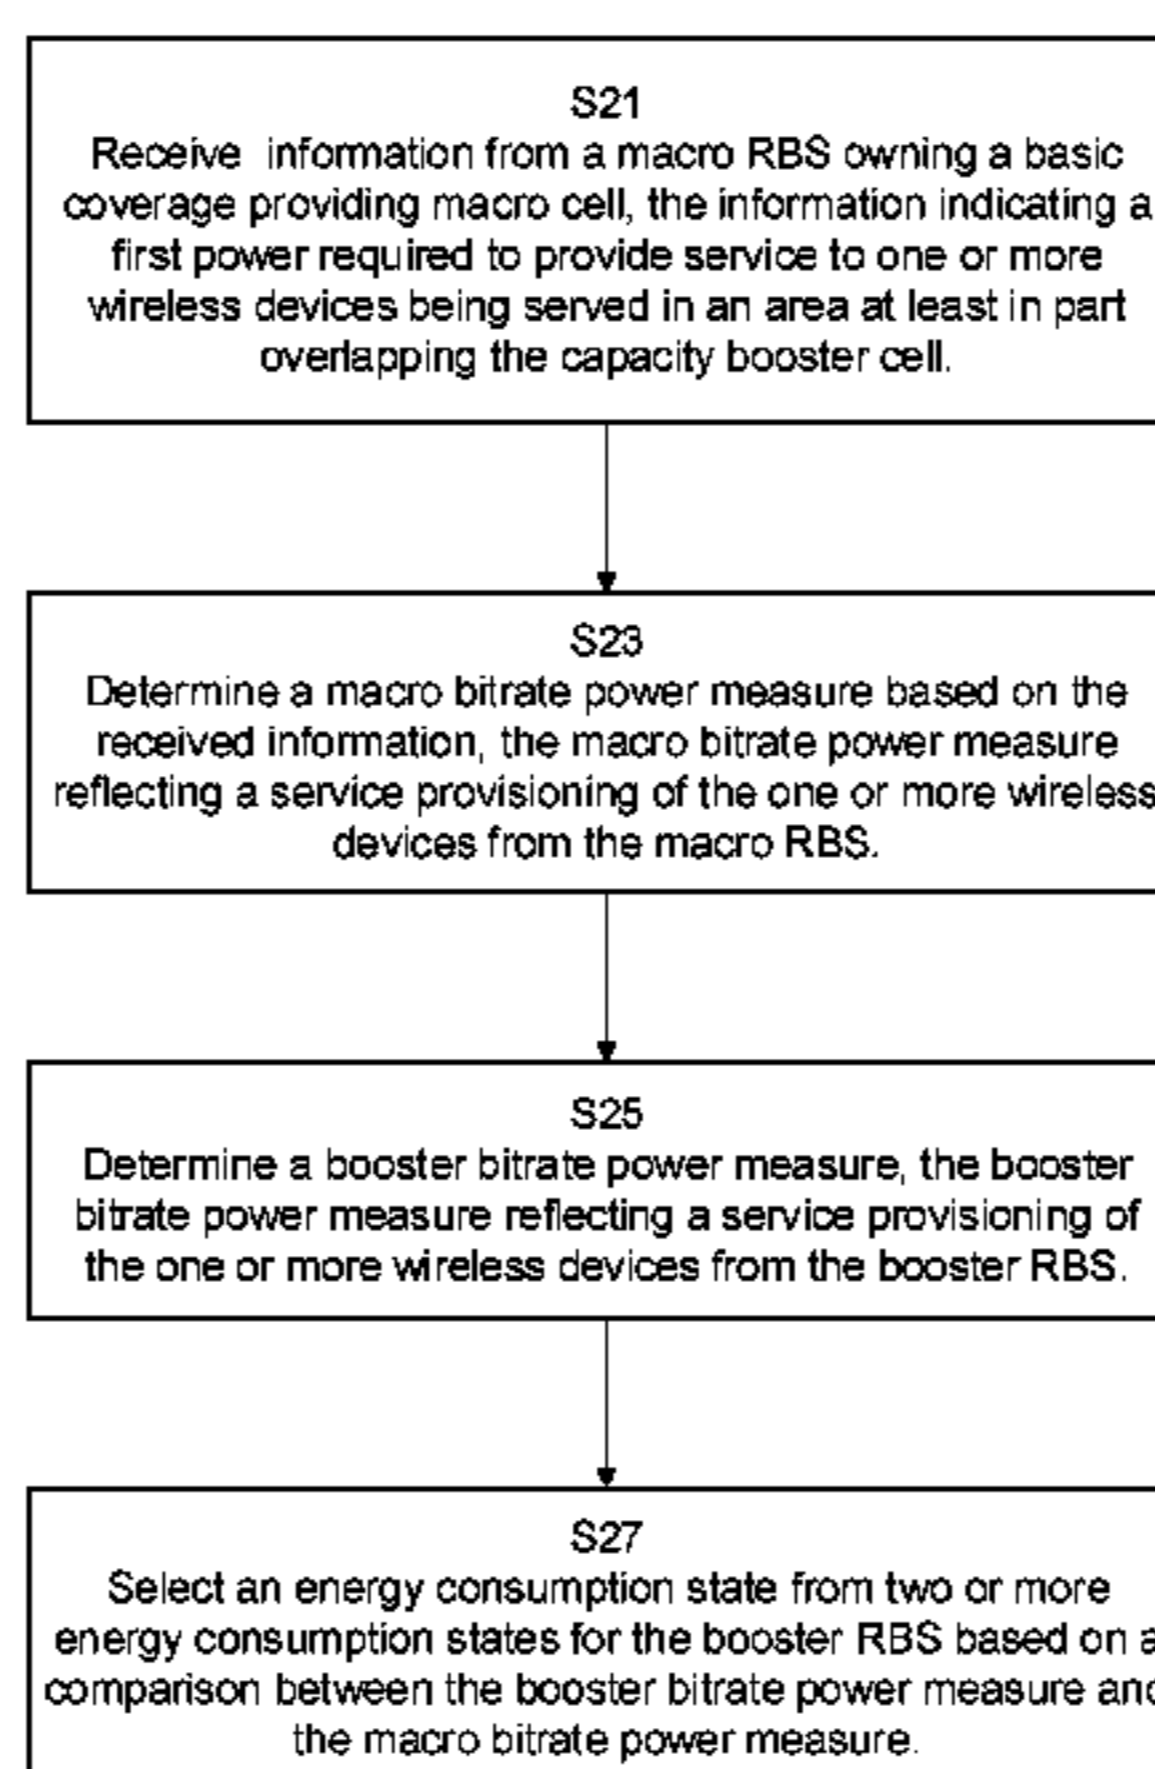 S21
Receive information from a macro RBS owning a basic
coverage providing macro cell, the information indicating a
first power required to provide service to one or more
wireless devices being served in an area at least in part
overlapping the capacity booster cell.
S23
Determine a macro bitrate power measure based on the
received information, the macro bitrate power measure
reflecting a service provisioning of the one or more wireless
devices from the macro RBS.
S25
Determine a booster bitrate power measure, the booster
bitrate power measure reflecting a service provisioning of
the one or more wireless devices from the booster RBS.
S27
Select an energy consumption state from two or more
energy consumption states for the booster RBS based on a
comparison between the booster bitrate power measure and
the macro bitrate power measure.